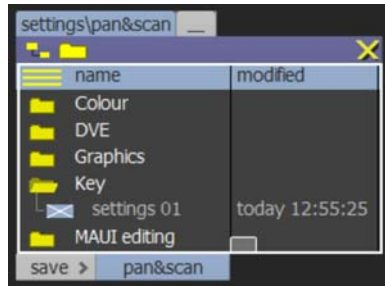 settings\pan&scan __
name modified
Colour
DVE
Graphics
Key
settings 01 today 12:55:25
MAUI editing
save > pan&scan